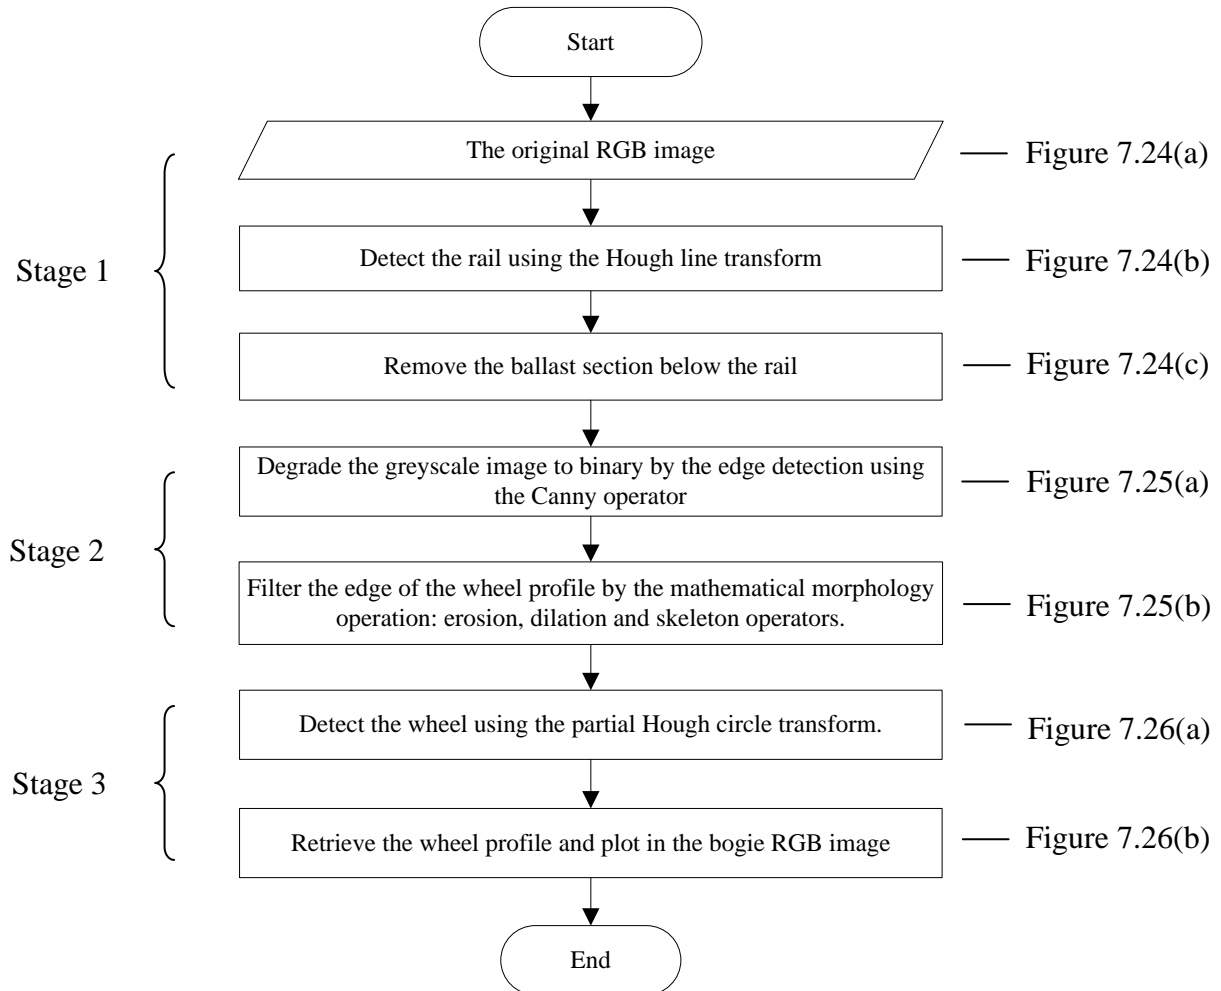 Start
The original RGB image
Figure 7.24(a)
Stage 1
Detect the rail using the Hough line transform
Figure 7.24(b)
Remove the ballast section below the rail
Figure 7.24(c)
Stage 2
Degrade the greyscale image to binary by the edge detection using
the Canny operator
Figure 7.25(a)
Filter the edge of the wheel profile by the mathematical morphology
operation: erosion, dilation and skeleton operators.
Figure 7.25(b)
Stage 3
Detect the wheel using the partial Hough circle transform.
Figure 7.26(a)
Retrieve the wheel profile and plot in the bogie RGB image
Figure 7.26(b)
End